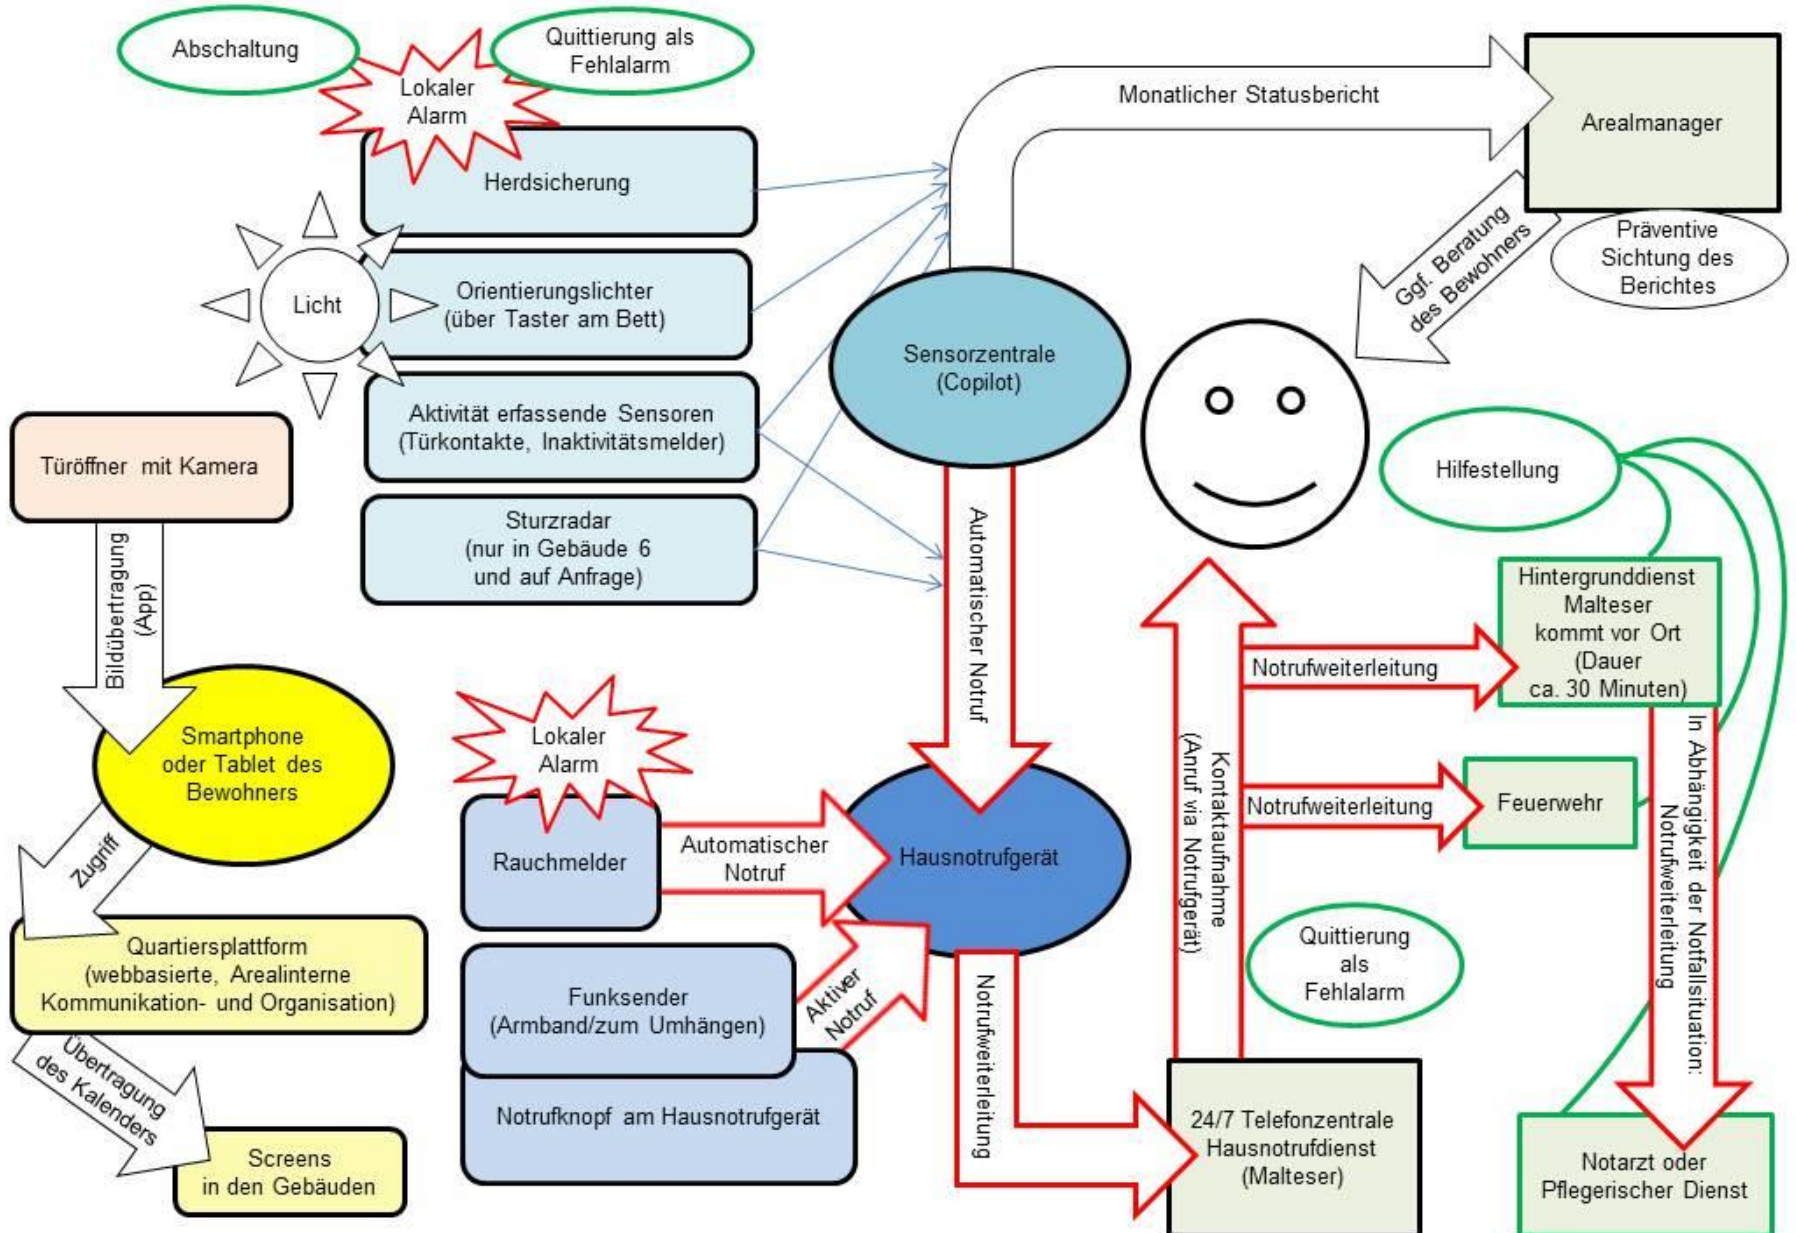 Abschaltung
Quittierung als
Fehlalarm
Lokaler
Alarm
Monatlicher Statusbericht
Arealmanager
Herdsicherung
Präventive
Sichtung des
Berichtes
Ggf. Beratung
des Bewohners
Licht
Orientierungslichter
(über Taster am Bett)
Sensorzentrale
(Copilot)
Aktivität erfassende Sensoren
(Türkontakte, Inaktivitätsmelder)
Türöffner mit Kamera
Hilfestellung
Sturzradar
(nur in Gebäude 6
und auf Anfrage)
Bildübertragung
(App)
Automatischer Notruf
Hintergrunddienst
Malteser
kommt vor Ort
(Dauer
ca. 30 Minuten)
Notrufweiterleitung
Smartphone
oder Tablet des
Bewohners
Lokaler
Alarm
Kontaktaufnahme
(Anruf via Notrufgerät)
Notrufweiterleitung
Feuerwehr
In Abhängigkeit der Notfallsituation:
Notrufweiterleitung
Zugriff
Rauchmelder
Automatischer
Notruf
Hausnotrufgerät
Quartiersplattform
(webbasierte, Arealinterne
Kommunikation- und Organisation)
Funksender
(Armband/zum Umhängen)
Aktiver
Notruf
Notrufweiterleitung
Quittierung
als
Fehlalarm
Übertragung
des Kalenders
Notrufknopf am Hausnotrufgerät
24/7 Telefonzentrale
Hausnotrufdienst
(Malteser)
Screens
in den Gebäuden
Notarzt oder
Pflegerischer Dienst